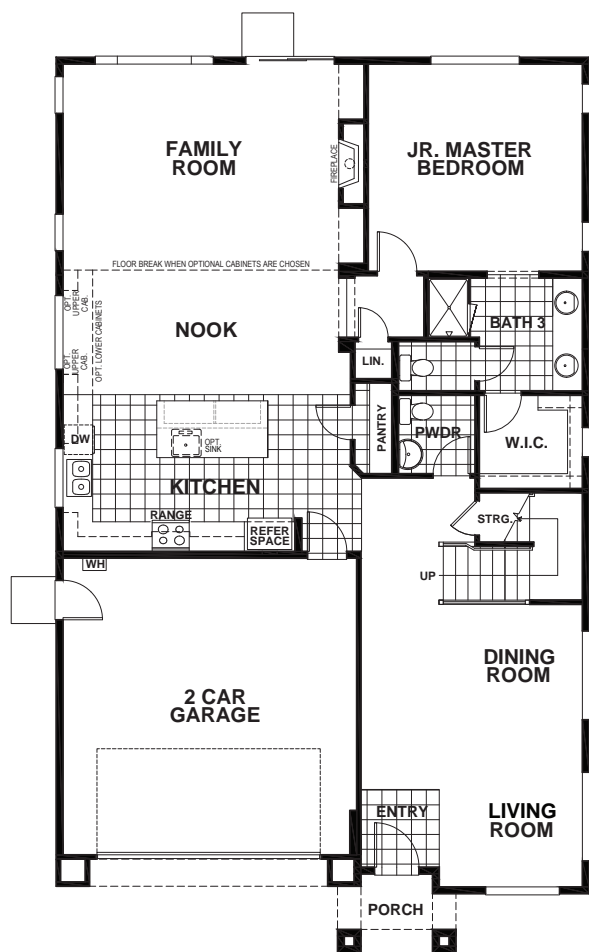 FAMILY
ROOM
FIREPLACE
JR. MASTER
BEDROOM
FLOOR BREAK WHEN OPTIONAL CABINETS ARE CHOSEN
OPT.
UPPER
CAB.
OPT. LOWER CABINETS
NOOK
BATH 3
OPT.
UPPER
CAB.
LIN.
PANTRY
PWDR
W.I.C.
DW
OPT.
SINK
KITCHEN
RANGE
REFER
SPACE
STRG.
WH
UP
DINING
ROOM
2 CAR
GARAGE
ENTRY
LIVING
ROOM
PORCH